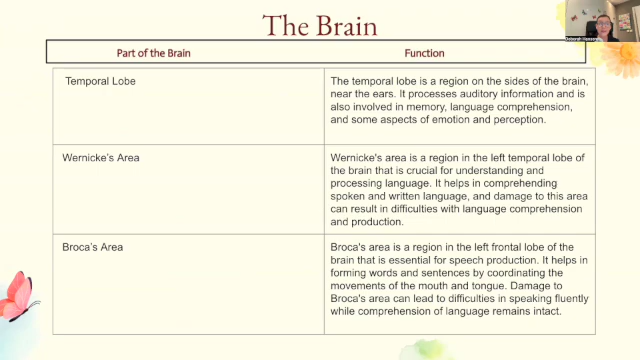 The Brain
Part of the Brain
Function
Temporal Lobe
The temporal lobe is a region on the sides of the brain,
near the ears. It processes auditory information and is
also involved in memory, language comprehension,
and some aspects of emotion and perception.
Wernicke's Area
Wernicke's area is a region in the left temporal lobe of
the brain that is crucial for understanding and
processing language. It helps in comprehending
spoken and written language, and damage to this area
can result in difficulties with language comprehension
and production.
Broca's Area
Broca's area is a region in the left frontal lobe of the
brain that is essential for speech production. It helps in
forming words and sentences by coordinating the
movements of the mouth and tongue. Damage to
Broca's area can lead to difficulties in speaking fluently
while comprehension of language remains intact.